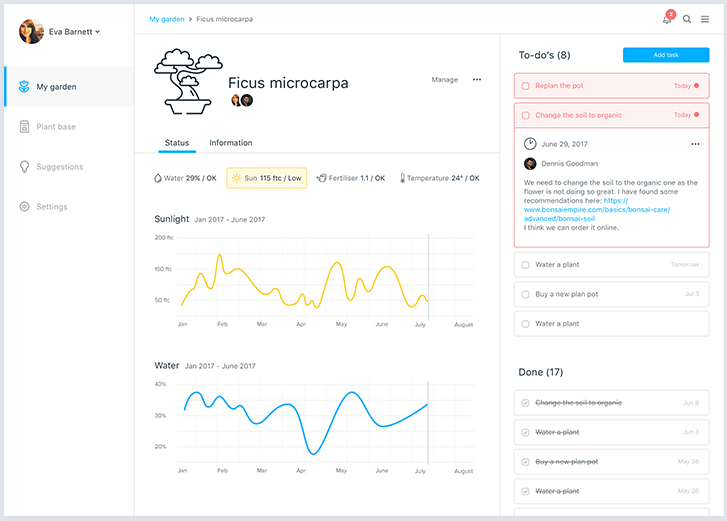 Eva Barnett
My garden
Plant base
Suggestions
Settings
My garden > Ficus microcarpa
2
Ficus microcarpa
Manage
Status
Information
Water 29% / OK
Sun 115 ftc / Low
Fertiliser 1.1 / OK
Temperature 24° / OK
Sunlight Jan 2017 - June 2017
200 ftc
150 ftc
50 ftc
Jan Feb Mar Apr May June July August
Water Jan 2017 - June 2017
40%
30%
20%
Jan Feb Mar Apr May June July August
To-do's (8)
Add task
Replan the pot Today
Change the soil to organic Today
June 29, 2017
Dennis Goodman
We need to change the soil to the organic one as the
flower is not doing so great. I have found some
recommendations here: https://
www.bonsaiempire.com/basics/bonsai-care/
advanced/bonsai-soil
I think we can order it online.
Water a plant Tomorrow
Buy a new plan pot Jul 3
Water a plant
Done (17)
Change the soil to organic Jun 8
Water a plant Jun 3
Buy a new plan pot May 28
Water a plant May 26